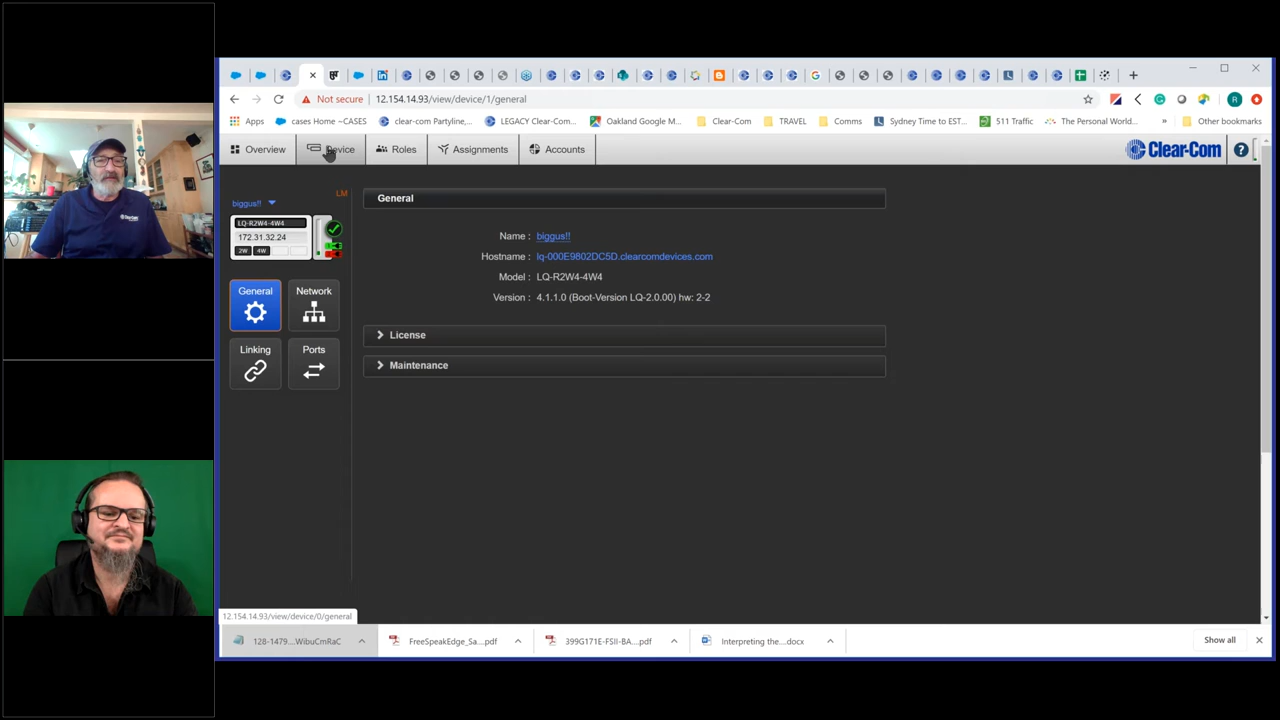 Not secure | 12.154.14.93/view/device/1/general
Apps cases Home ~CASES clear-com Partyline,... LEGACY Clear-Com... Oakland Google M... Clear-Com TRAVEL Comms Sydney Time to EST... 511 Traffic The Personal World... » Other bookmarks
Overview Device Roles Assignments Accounts Clear-Com ?
LM
biggus!!
LQ-R2W4-4W4
172.31.32.24
2W 4W
General Network
Linking Ports
General
Name : biggus!!
Hostname : lq-000E9802DC5D.clearcomdevices.com
Model : LQ-R2W4-4W4
Version : 4.1.1.0 (Boot-Version LQ-2.0.00) hw: 2-2
License
Maintenance
12.154.14.93/view/device/0/general
128-1479....WibuCmRaC FreeSpeakEdge_Sa....pdf 399G171E-FSII-BA....pdf Interpreting the....docx Show all